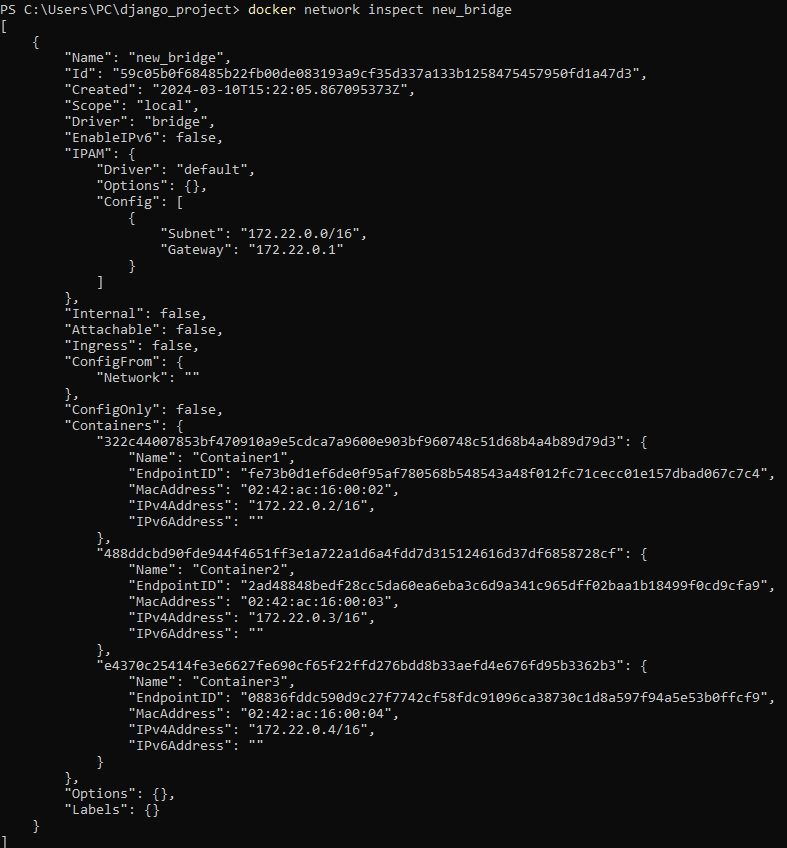 PS C:\Users\PC\django_project> docker network inspect new_bridge
[
    {
        "Name": "new_bridge",
        "Id": "59c05b0f68485b22fb00de083193a9cf35d337a133b1258475457950fd1a47d3",
        "Created": "2024-03-10T15:22:05.867095373Z",
        "Scope": "local",
        "Driver": "bridge",
        "EnableIPv6": false,
        "IPAM": {
            "Driver": "default",
            "Options": {},
            "Config": [
                {
                    "Subnet": "172.22.0.0/16",
                    "Gateway": "172.22.0.1"
                }
            ]
        },
        "Internal": false,
        "Attachable": false,
        "Ingress": false,
        "ConfigFrom": {
            "Network": ""
        },
        "ConfigOnly": false,
        "Containers": {
            "322c44007853bf470910a9e5cdca7a9600e903bf960748c51d68b4a4b89d79d3": {
                "Name": "Container1",
                "EndpointID": "fe73b0d1ef6de0f95af780568b548543a48f012fc71cecc01e157dbad067c7c4",
                "MacAddress": "02:42:ac:16:00:02",
                "IPv4Address": "172.22.0.2/16",
                "IPv6Address": ""
            },
            "488ddcbd90fde944f4651ff3e1a722a1d6a4fdd7d315124616d37df6858728cf": {
                "Name": "Container2",
                "EndpointID": "2ad48848bedf28cc5da60ea6eba3c6d9a341c965dff02baa1b18499f0cd9cfa9",
                "MacAddress": "02:42:ac:16:00:03",
                "IPv4Address": "172.22.0.3/16",
                "IPv6Address": ""
            },
            "e4370c25414fe3e6627fe690cf65f22ffd276bdd8b33aefd4e676fd95b3362b3": {
                "Name": "Container3",
                "EndpointID": "08836fddc590d9c27f7742cf58fdc91096ca38730c1d8a597f94a5e53b0ffcf9",
                "MacAddress": "02:42:ac:16:00:04",
                "IPv4Address": "172.22.0.4/16",
                "IPv6Address": ""
            }
        },
        "Options": {},
        "Labels": {}
    }
]